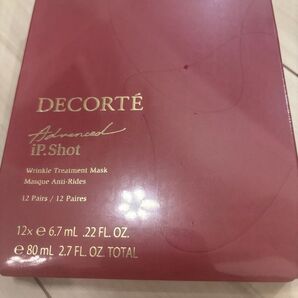 DECORTÉ
Advanced
iP.Shot
Wrinkle Treatment Mask
Masque Anti-Rides
12 Pairs / 12 Paires
12x ℮ 6.7 mL .22 FL. OZ.
℮ 80 mL 2.7 FL. OZ. TOTAL